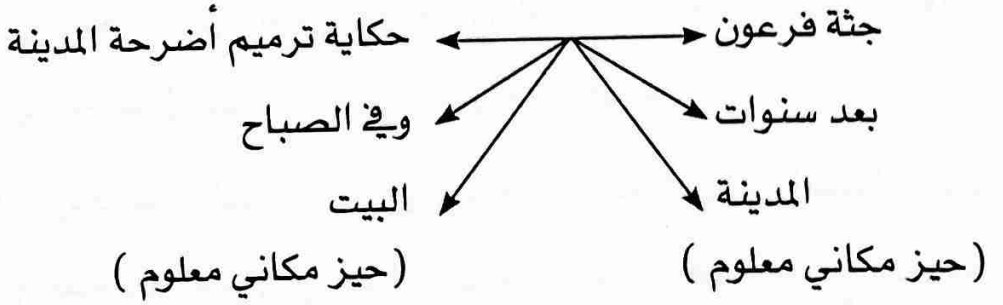 جثة فرعون
حكاية ترميم أضرحة المدينة
بعد سنوات
وفي الصباح
المدينة
البيت
(حيز مكاني معلوم )
(حيز مكاني معلوم )